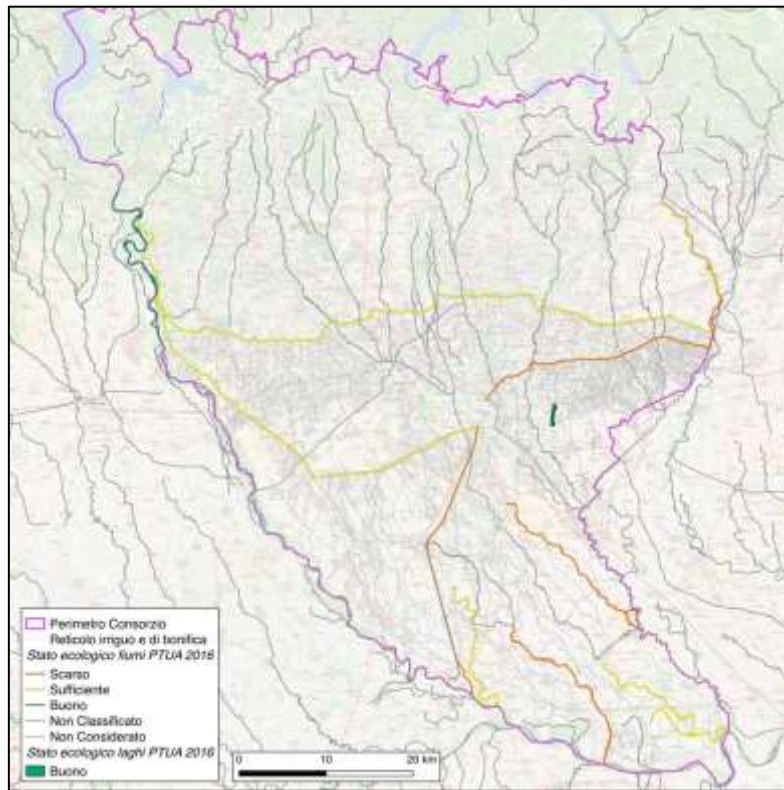 Perimetro Consorzio
Reticolo irriguo e di bonifica
Stato ecologico fiumi PTUA 2016
Scarso
Sufficiente
Buono
Non Classificato
Non Considerato
Stato ecologico laghi PTUA 2016
Buono
0 10 20 km